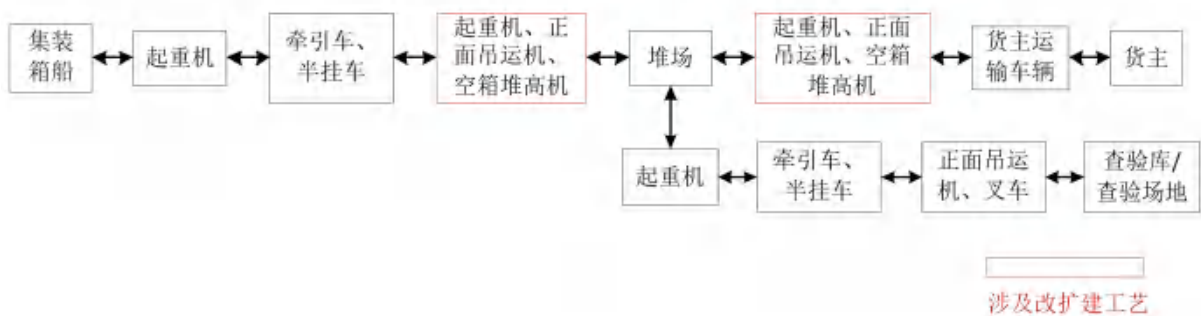 集装
箱船
起重机
牵引车、
半挂车
起重机、正
面吊运机、
空箱堆高机
堆场
起重机、正面
吊运机、空箱
堆高机
货主运
输车辆
货主
起重机
牵引车、
半挂车
正面吊运
机、叉车
查验库/
查验场地
涉及改扩建工艺